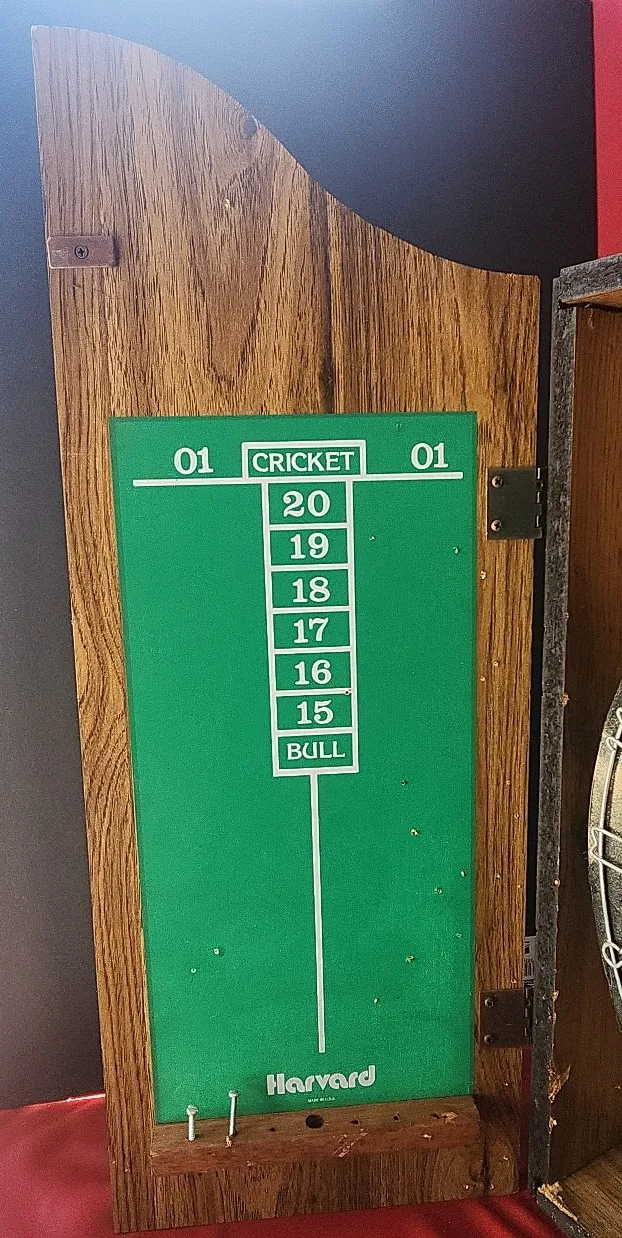 01 CRICKET 01
20
19
18
17
16
15
BULL
Harvard
MADE IN U.S.A.